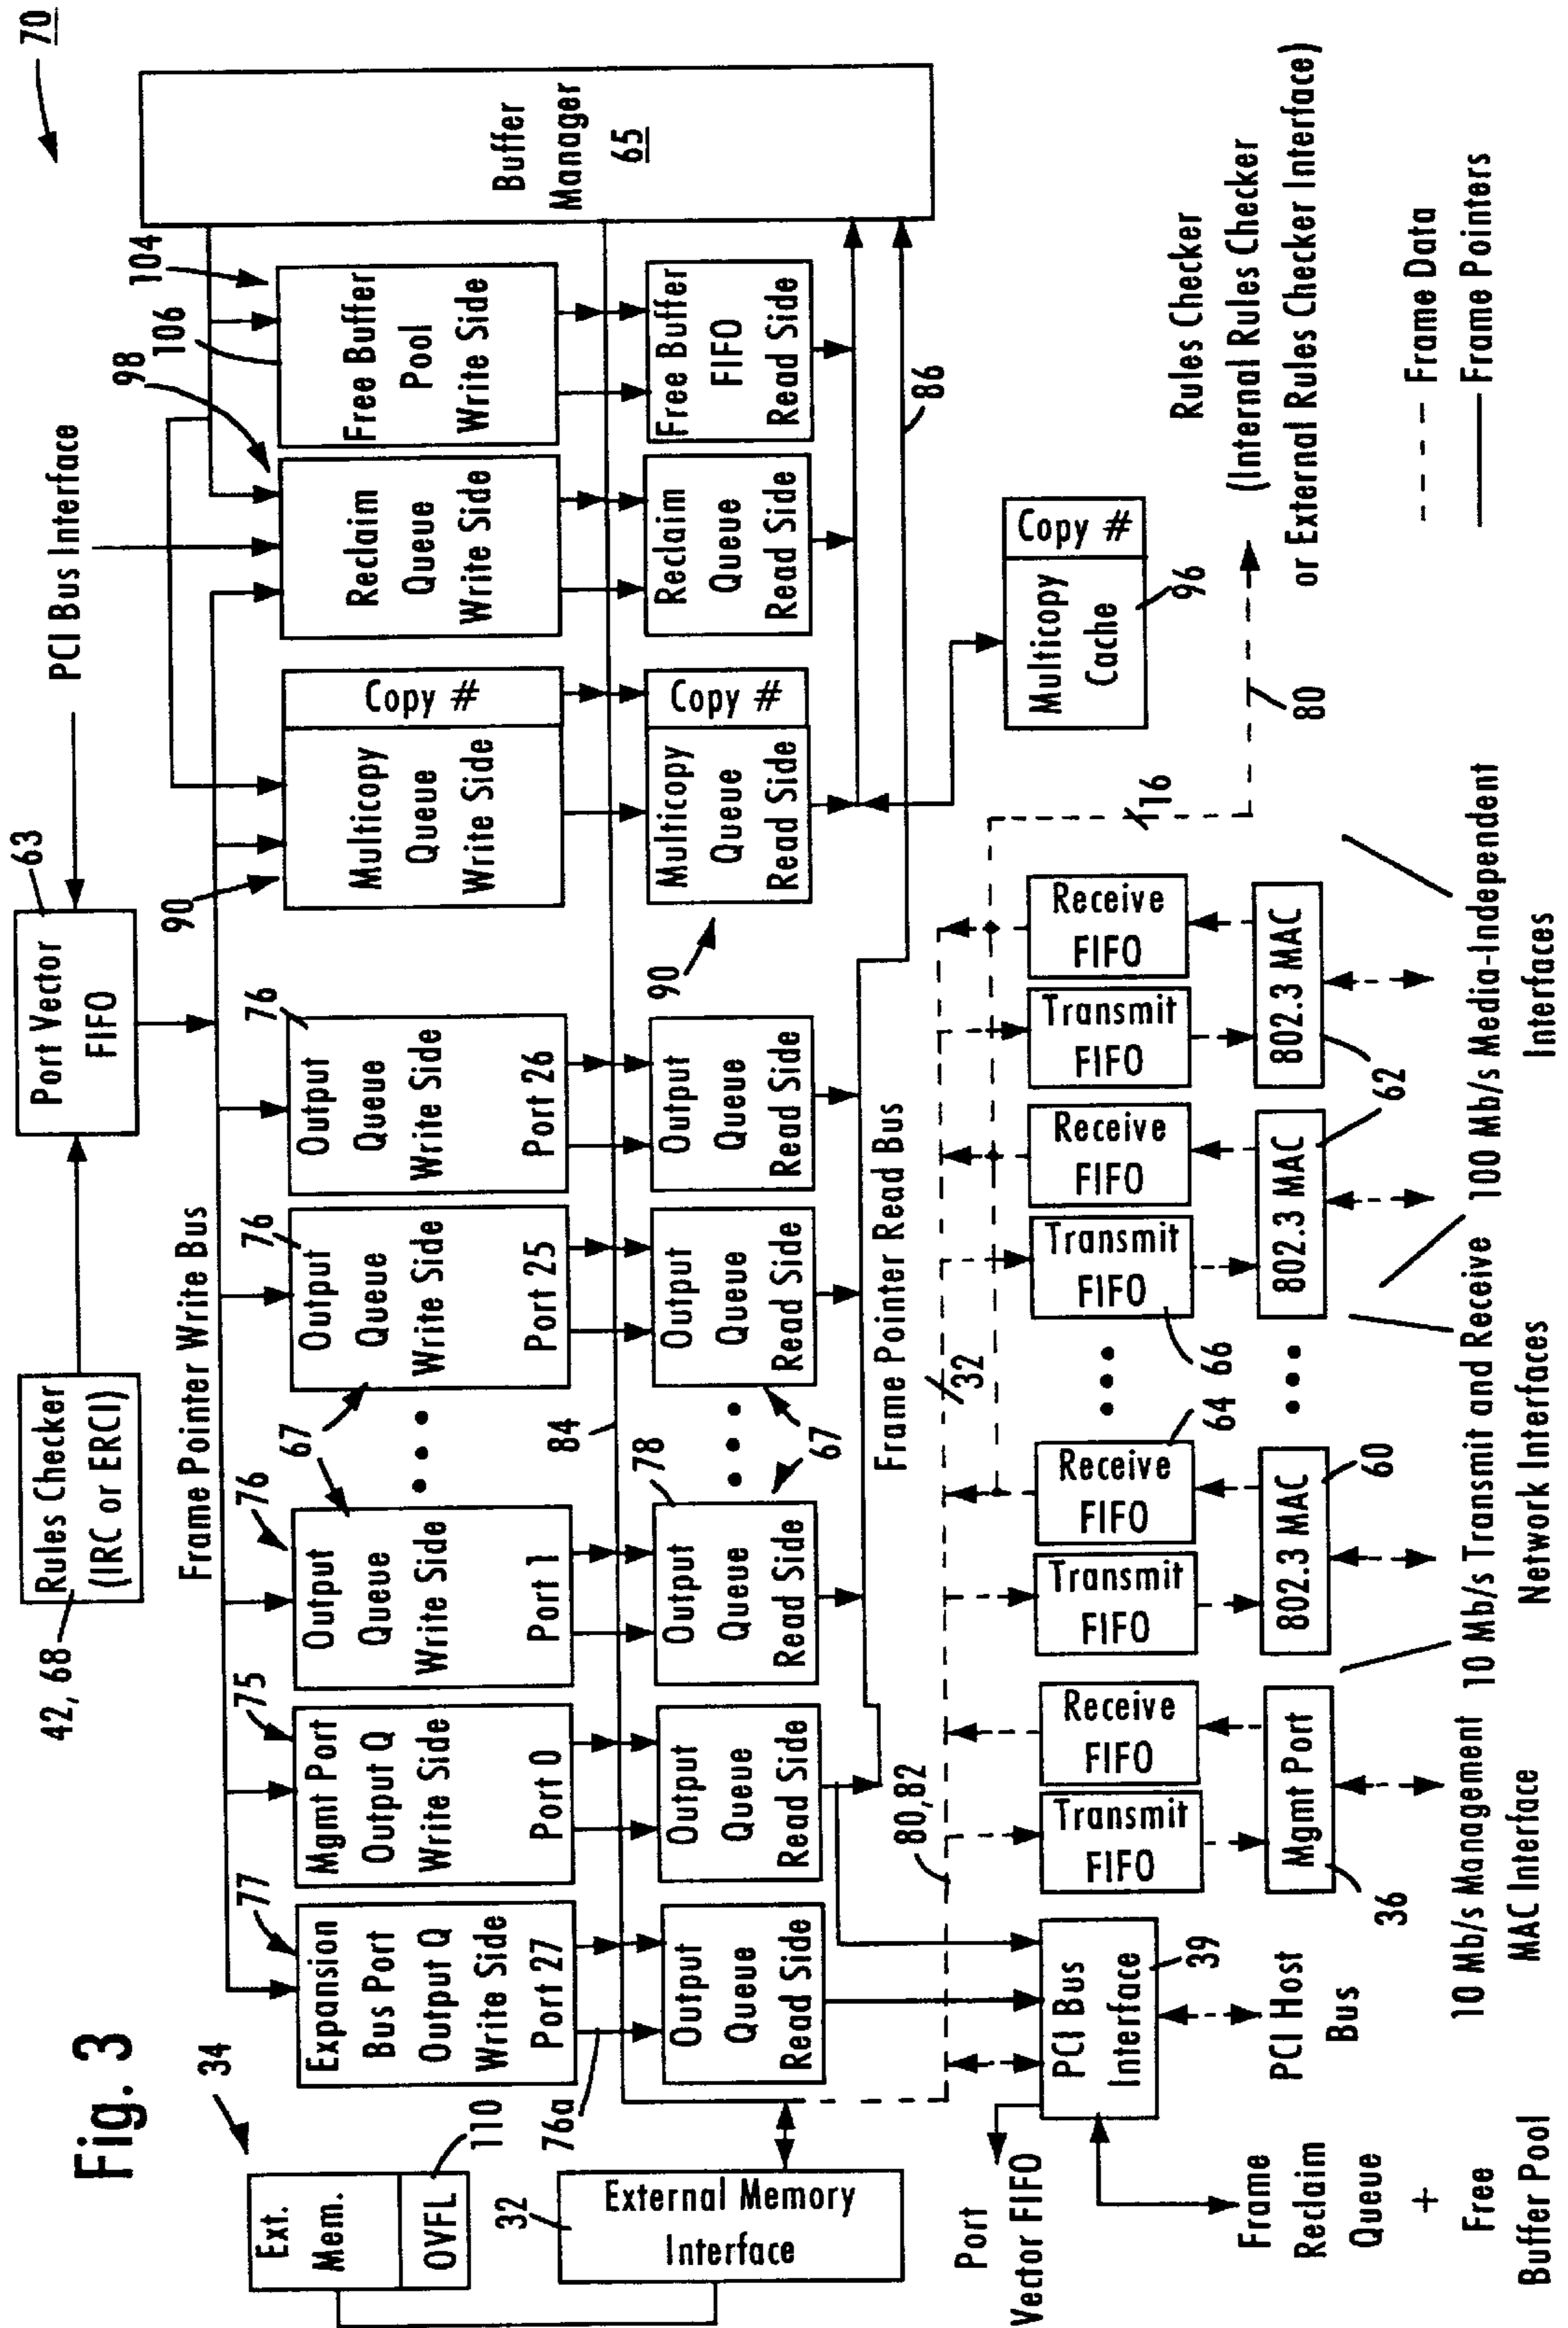 Fig. 3
70
34
Ext.
Mem.
OVFL
110
32
External Memory
Interface
42, 68
Rules Checker
(IRC or ERCI)
Port Vector
FIFO
63
PCI Bus Interface
Frame Pointer Write Bus
77
Expansion
Bus Port
Output Q
Write Side
Port 27
76a
75
Mgmt Port
Output Q
Write Side
Port 0
76
Output
Queue
Write Side
Port 1
67
76
Output
Queue
Write Side
Port 25
76
Output
Queue
Write Side
Port 26
90
Multicopy
Queue
Write Side
Copy #
98
Reclaim
Queue
Write Side
106
104
Free Buffer
Pool
Write Side
Buffer
Manager
65
84
Output
Queue
Read Side
Output
Queue
Read Side
78
Output
Queue
Read Side
67
Output
Queue
Read Side
Output
Queue
Read Side
90
Multicopy
Queue
Read Side
Copy #
Reclaim
Queue
Read Side
Free Buffer
FIFO
Read Side
Frame Pointer Read Bus
86
80,82
32
16
80
Multicopy
Cache
Copy #
96
Rules Checker
(Internal Rules Checker
or External Rules Checker Interface)
Port
Vector FIFO
PCI Bus
Interface
39
PCI Host
Bus
Frame
Reclaim
Queue
+
Free
Buffer Pool
Transmit
FIFO
Receive
FIFO
Mgmt Port
36
Transmit
FIFO
Receive
FIFO
64
802.3 MAC
60
Transmit
FIFO
66
Receive
FIFO
802.3 MAC
62
Transmit
FIFO
Receive
FIFO
802.3 MAC
10 Mb/s Management
MAC Interface
10 Mb/s Transmit and Receive
Network Interfaces
100 Mb/s Media-Independent
Interfaces
Frame Data
Frame Pointers